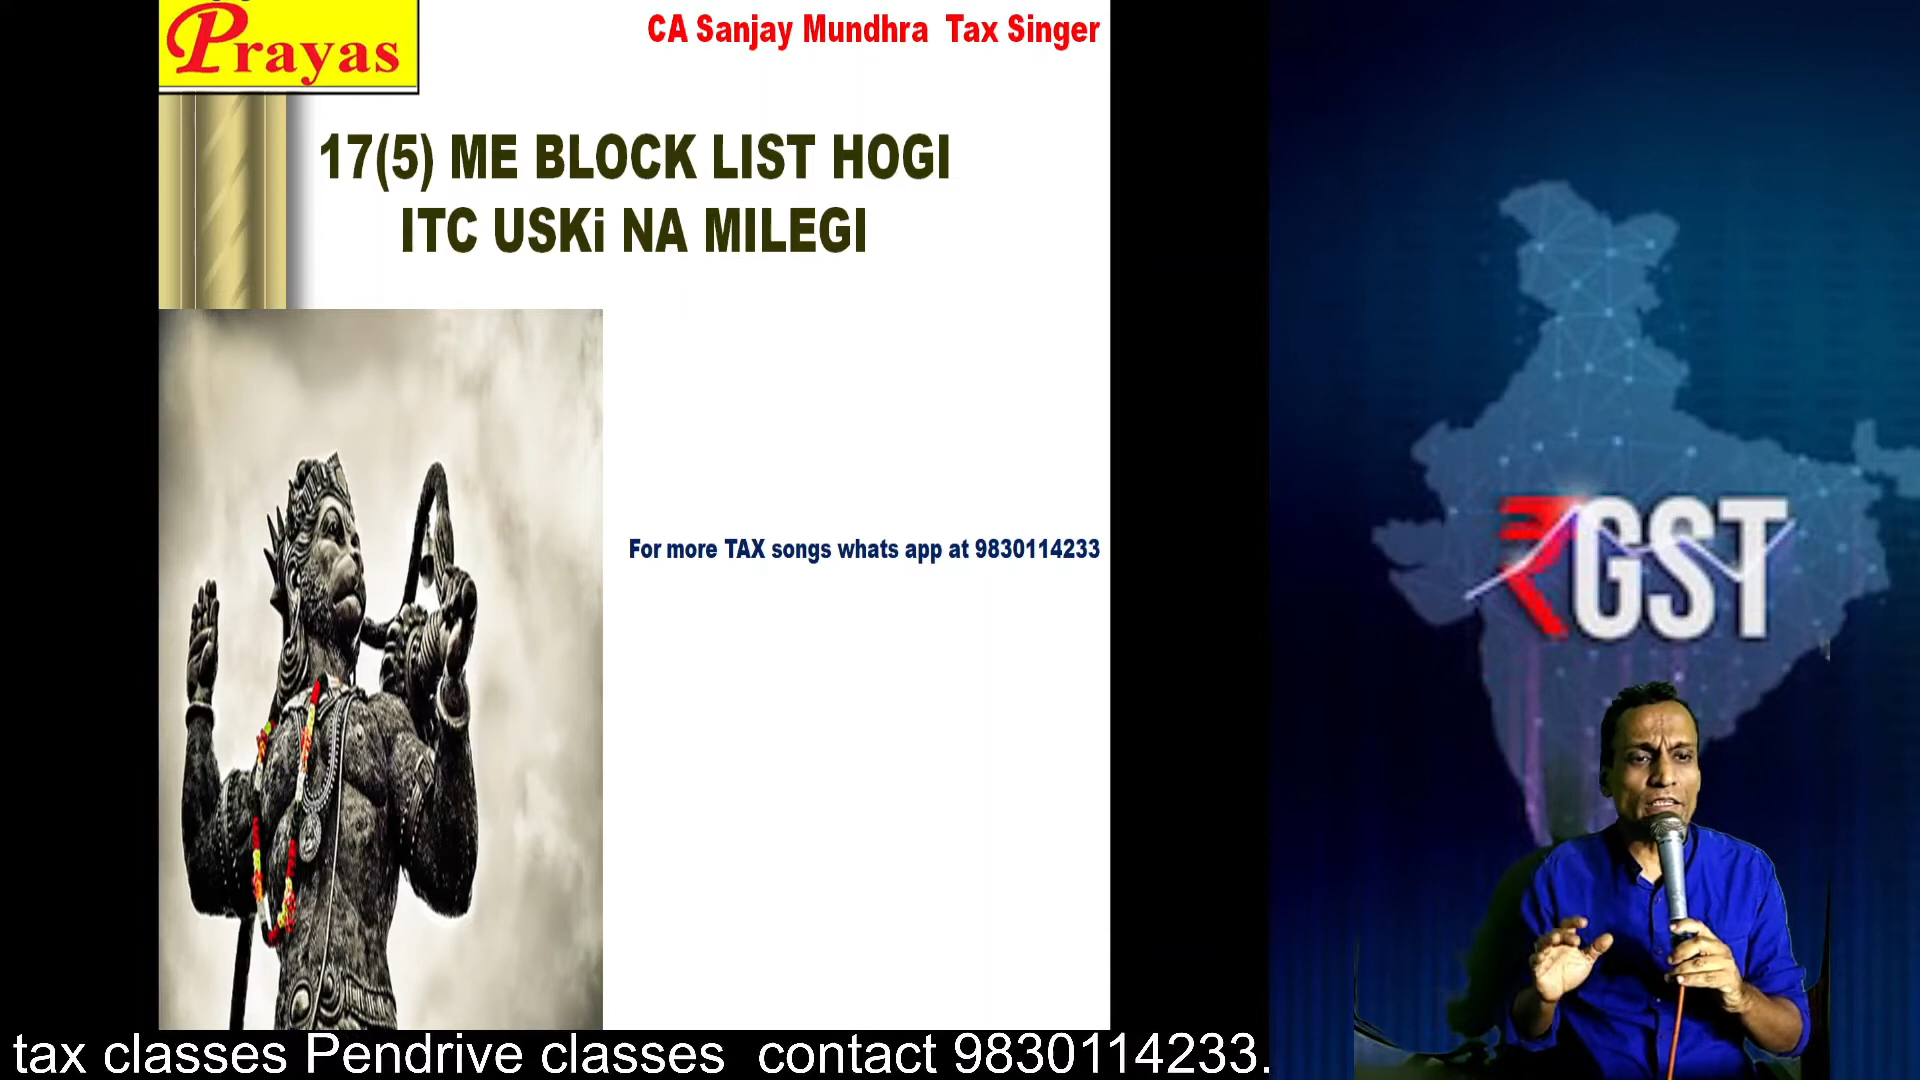 Prayas
CA Sanjay Mundhra Tax Singer
17(5) ME BLOCK LIST HOGI
ITC USKi NA MILEGI
For more TAX songs whats app at 9830114233
₹GST
tax classes Pendrive classes contact 9830114233.